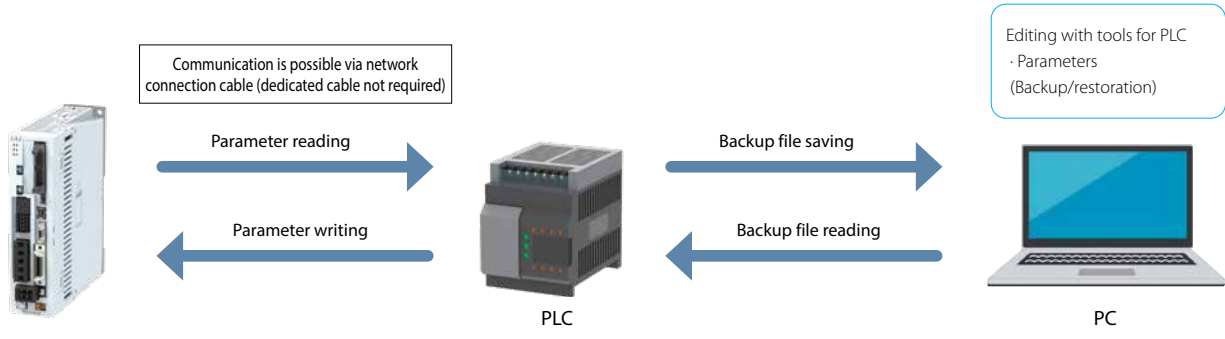 Communication is possible via network
connection cable (dedicated cable not required)
Editing with tools for PLC
· Parameters
(Backup/restoration)
Parameter reading
Backup file saving
Parameter writing
Backup file reading
PLC
PC